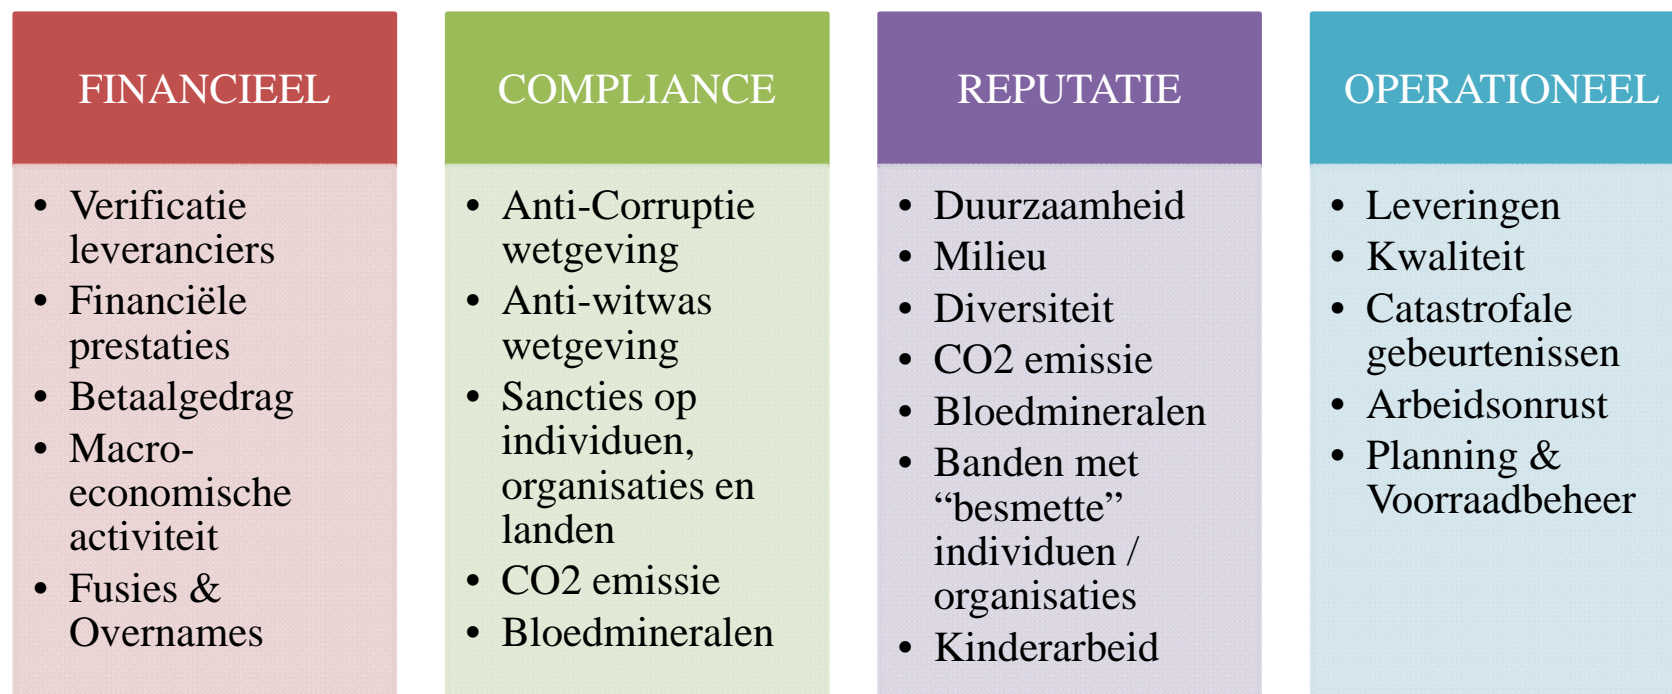 FINANCIEEL
• Verificatie
leveranciers
• Financiële
prestaties
• Betaalgedrag
• Macro-
economische
activiteit
• Fusies &
Overnames
COMPLIANCE
• Anti-Corruptie
wetgeving
• Anti-witwas
wetgeving
• Sancties op
individuen,
organisaties en
landen
• CO2 emissie
• Bloedmineralen
REPUTATIE
• Duurzaamheid
• Milieu
• Diversiteit
• CO2 emissie
• Bloedmineralen
• Banden met
“besmette”
individuen /
organisaties
• Kinderarbeid
OPERATIONEEL
• Leveringen
• Kwaliteit
• Catastrofale
gebeurtenissen
• Arbeidsonrust
• Planning &
Voorraadbeheer